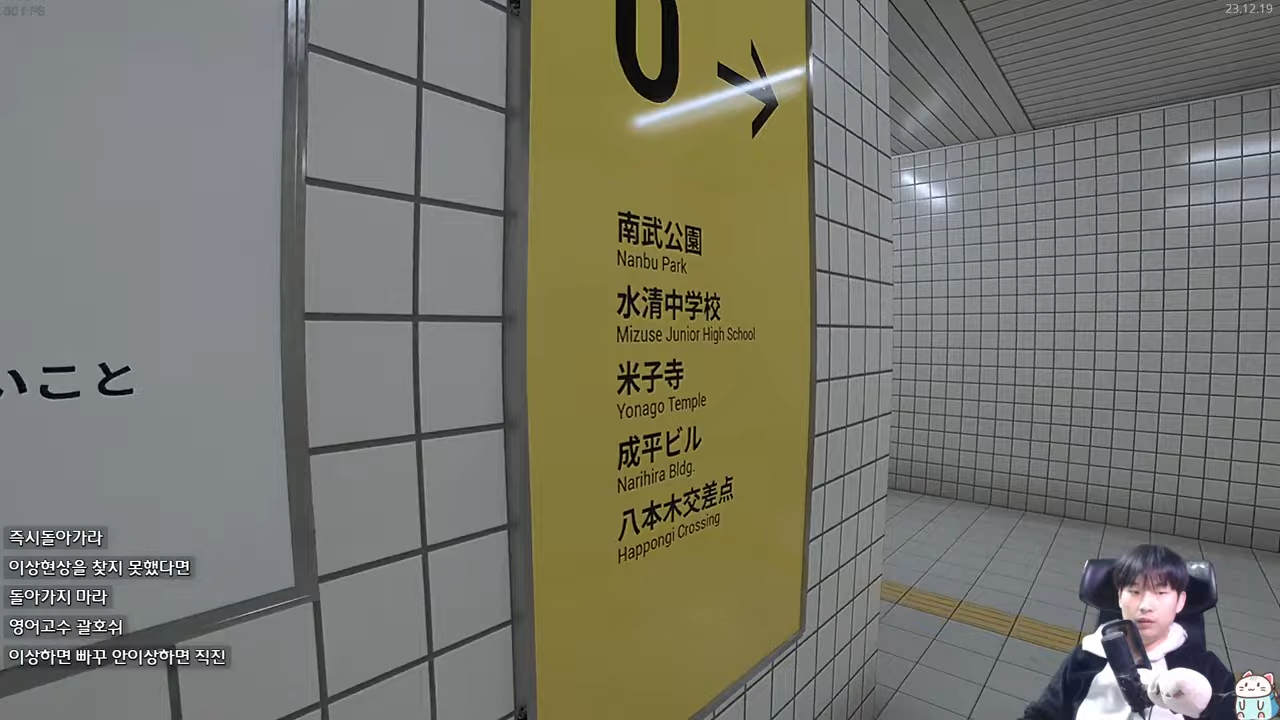 23.12.19
0
南武公園
Nanbu Park
水清中学校
Mizuse Junior High School
米子寺
Yonago Temple
成平ビル
Narihira Bldg.
八本木交差点
Happongi Crossing
いこと
즉시돌아가라
이상현상을 찾지 못했다면
돌아가지 마라
영어고수 괄호쉬
이상하면 빠꾸 안이상하면 직진